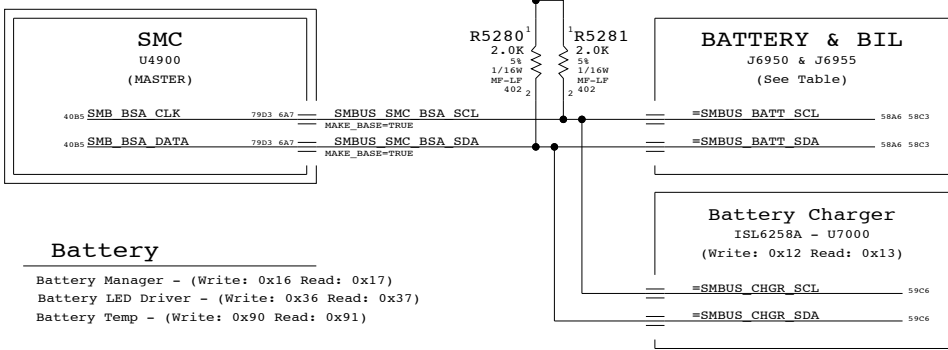 SMC
U4900
(MASTER)
40B5 SMB_BSA_CLK 79D3 6A7
SMBUS_SMC_BSA_SCL
MAKE_BASE=TRUE
40B5 SMB_BSA_DATA 79D3 6A7
SMBUS_SMC_BSA_SDA
MAKE_BASE=TRUE
R5280 1
2.0K
5%
1/16W
MF-LF
402 2
1 R5281
2.0K
5%
1/16W
MF-LF
2 402
BATTERY & BIL
J6950 & J6955
(See Table)
=SMBUS_BATT_SCL 58A6 58C3
=SMBUS_BATT_SDA 58A6 58C3
Battery Charger
ISL6258A - U7000
(Write: 0x12 Read: 0x13)
=SMBUS_CHGR_SCL 59C6
=SMBUS_CHGR_SDA 59C6
Battery
Battery Manager - (Write: 0x16 Read: 0x17)
Battery LED Driver - (Write: 0x36 Read: 0x37)
Battery Temp - (Write: 0x90 Read: 0x91)